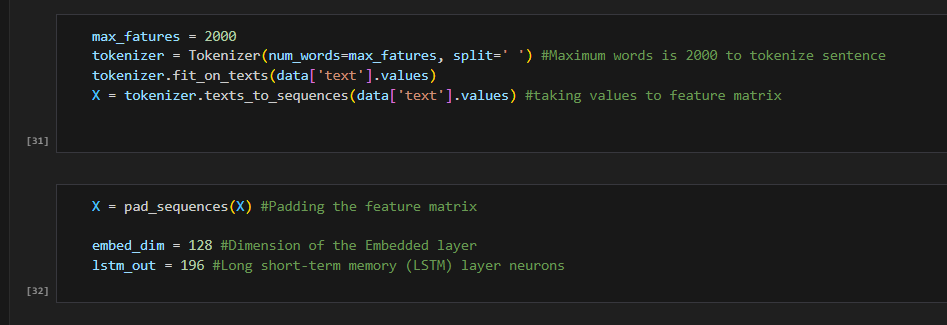 max_fatures = 2000
tokenizer = Tokenizer(num_words=max_fatures, split=' ') #Maximum words is 2000 to tokenize sentence
tokenizer.fit_on_texts(data['text'].values)
X = tokenizer.texts_to_sequences(data['text'].values) #taking values to feature matrix
[31]
X = pad_sequences(X) #Padding the feature matrix
embed_dim = 128 #Dimension of the Embedded layer
lstm_out = 196 #Long short-term memory (LSTM) layer neurons
[32]